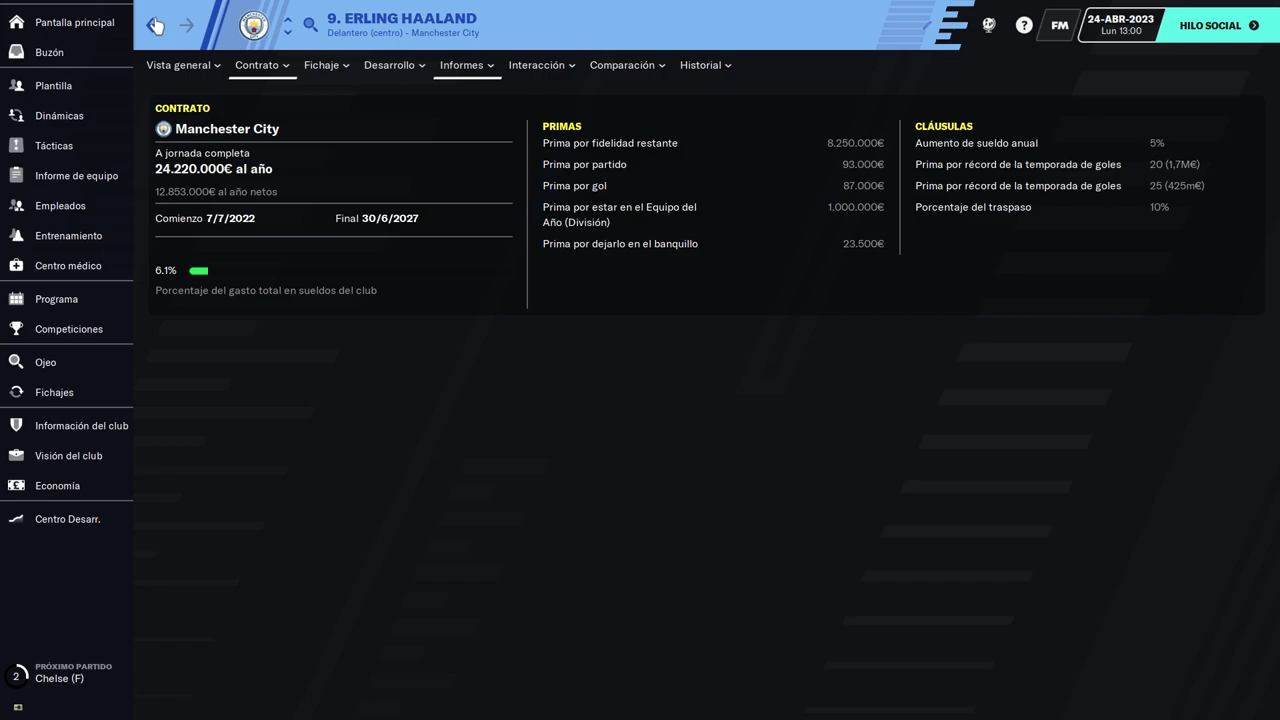 Pantalla principal
Buzón
Plantilla
Dinámicas
Tácticas
Informe de equipo
Empleados
Entrenamiento
Centro médico
Programa
Competiciones
Ojeo
Fichajes
Información del club
Visión del club
Economía
Centro Desarr.
2
PRÓXIMO PARTIDO
Chelse (F)
9. ERLING HAALAND
Delantero (centro) - Manchester City
?
FM
24-ABR-2023
Lun 13:00
HILO SOCIAL
Vista general
Contrato
Fichaje
Desarrollo
Informes
Interacción
Comparación
Historial
CONTRATO
Manchester City
A jornada completa
24.220.000€ al año
12.853.000€ al año netos
Comienzo 7/7/2022 Final 30/6/2027
6.1%
Porcentaje del gasto total en sueldos del club
PRIMAS
Prima por fidelidad restante 8.250.000€
Prima por partido 93.000€
Prima por gol 87.000€
Prima por estar en el Equipo del 1.000.000€
Año (División)
Prima por dejarlo en el banquillo 23.500€
CLÁUSULAS
Aumento de sueldo anual 5%
Prima por récord de la temporada de goles 20 (1,7M€)
Prima por récord de la temporada de goles 25 (425m€)
Porcentaje del traspaso 10%